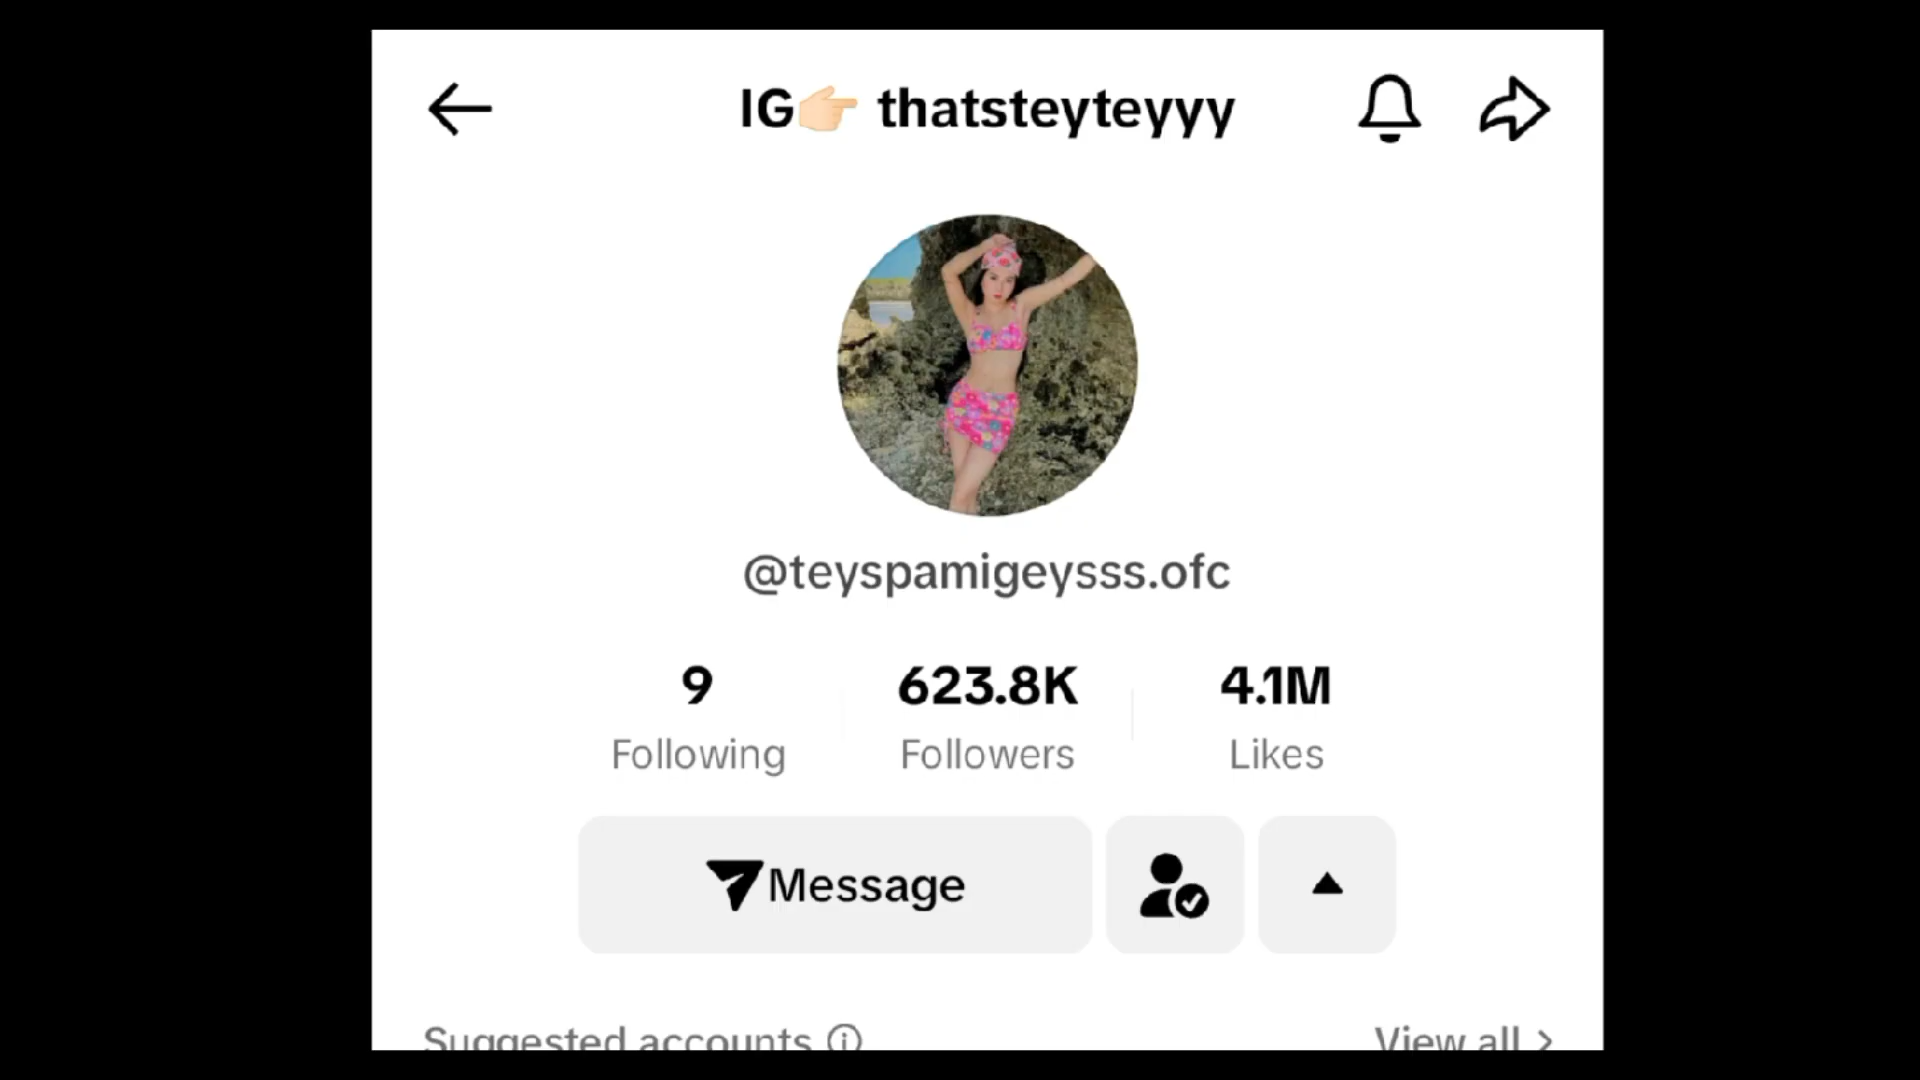 IG👉🏻 thatsteyteyyy
@teyspamigeysss.ofc
9 623.8K 4.1M
Following Followers Likes
Message
Suggested accounts View all